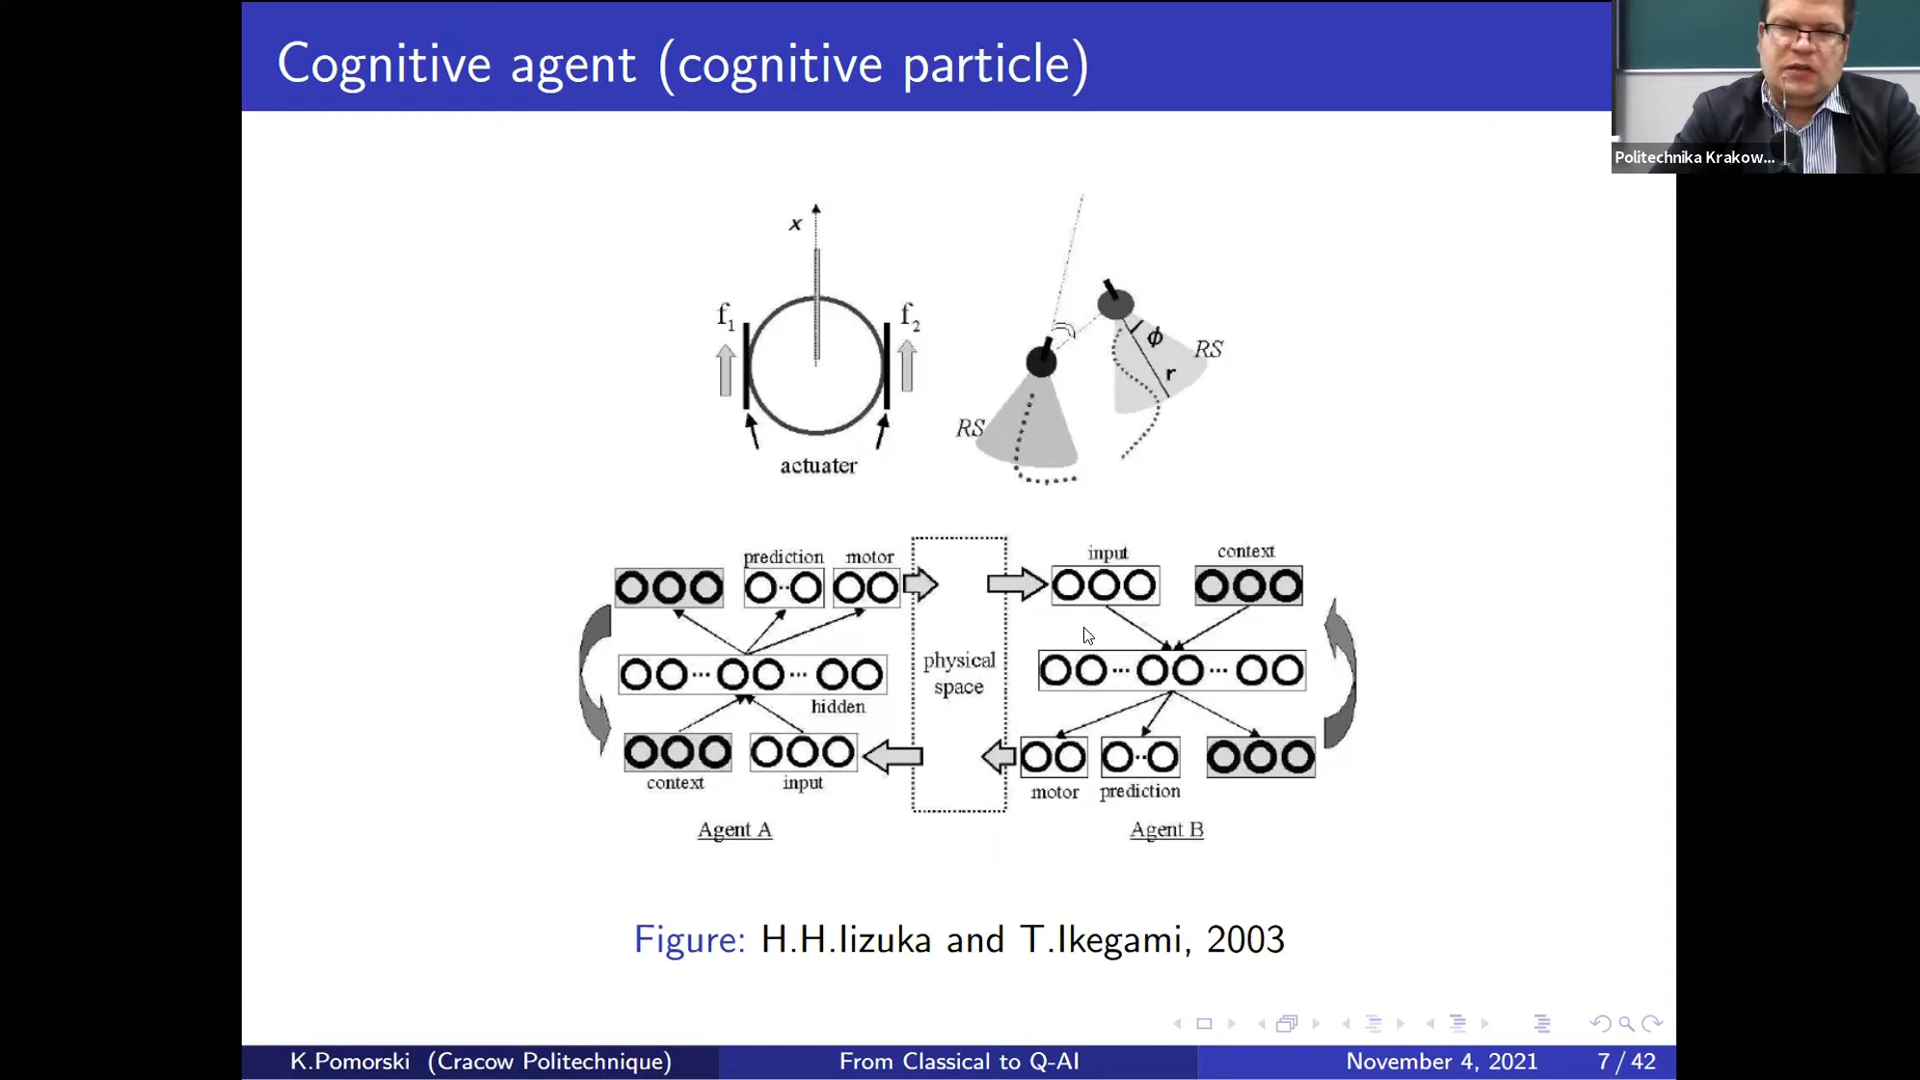 Cognitive agent (cognitive particle)
Politechnika Krakow...
x
f1
f2
actuater
ϕ
RS
r
RS
prediction
motor
input
context
physical
space
hidden
context
input
motor
prediction
Agent A
Agent B
Figure: H.H.Iizuka and T.Ikegami, 2003
K.Pomorski (Cracow Politechnique)
From Classical to Q-AI
November 4, 2021
7 / 42